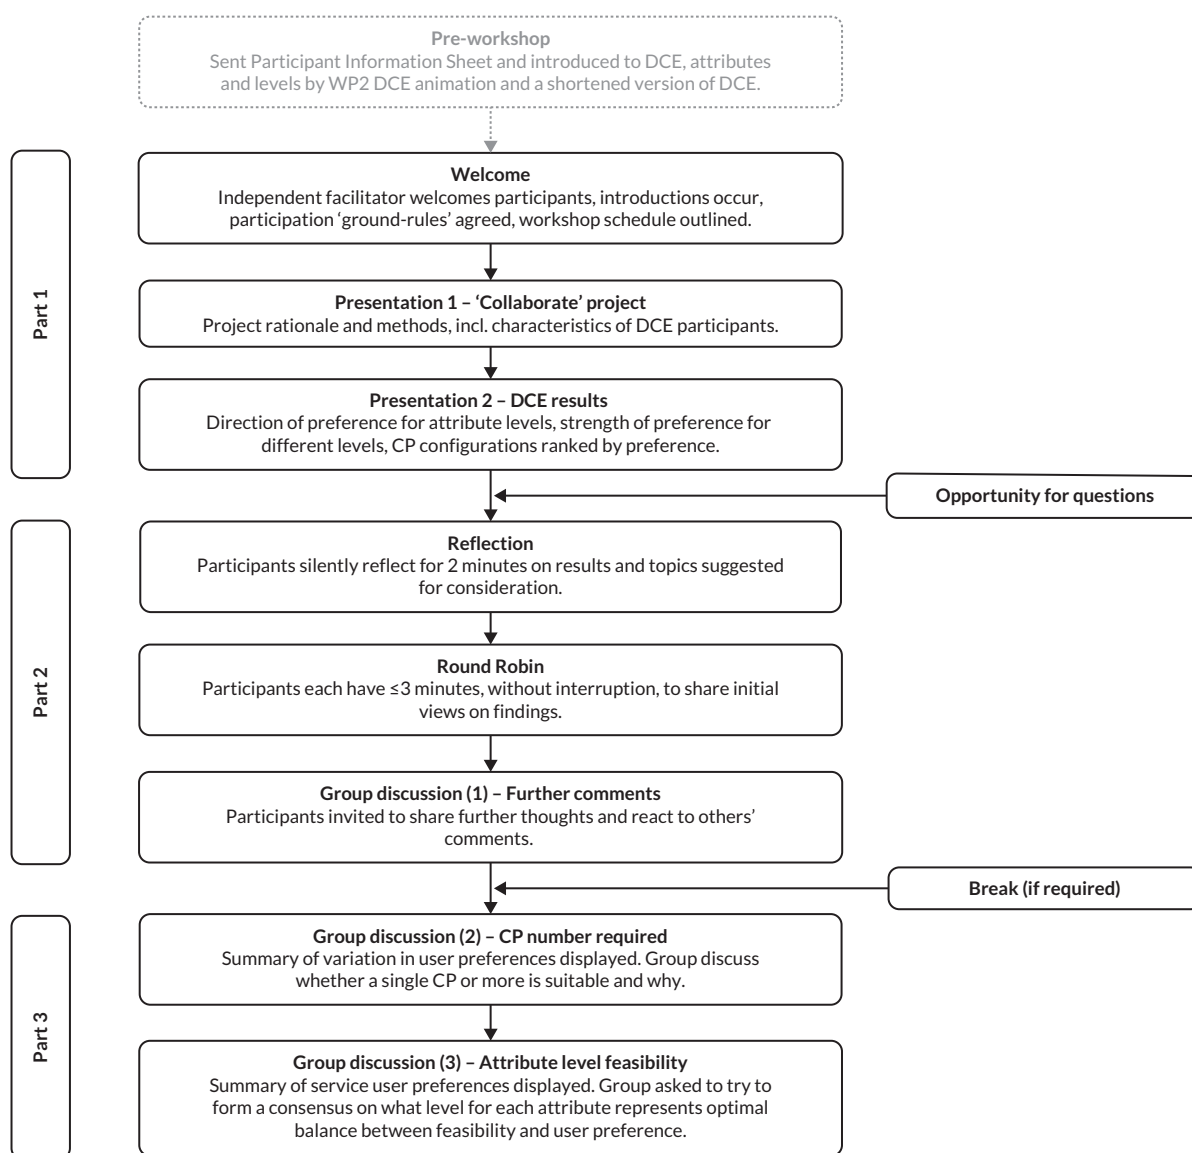 Pre-workshop
Sent Participant Information Sheet and introduced to DCE, attributes
and levels by WP2 DCE animation and a shortened version of DCE.
Part 1
Welcome
Independent facilitator welcomes participants, introductions occur,
participation ‘ground-rules’ agreed, workshop schedule outlined.
Presentation 1 – ‘Collaborate’ project
Project rationale and methods, incl. characteristics of DCE participants.
Presentation 2 – DCE results
Direction of preference for attribute levels, strength of preference for
different levels, CP configurations ranked by preference.
Opportunity for questions
Part 2
Reflection
Participants silently reflect for 2 minutes on results and topics suggested
for consideration.
Round Robin
Participants each have ≤3 minutes, without interruption, to share initial
views on findings.
Group discussion (1) – Further comments
Participants invited to share further thoughts and react to others’
comments.
Break (if required)
Part 3
Group discussion (2) – CP number required
Summary of variation in user preferences displayed. Group discuss
whether a single CP or more is suitable and why.
Group discussion (3) – Attribute level feasibility
Summary of service user preferences displayed. Group asked to try to
form a consensus on what level for each attribute represents optimal
balance between feasibility and user preference.